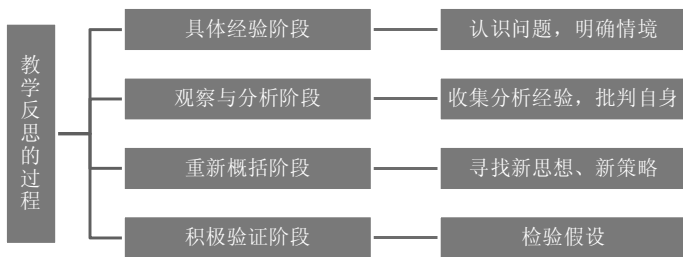 教学反思的过程
具体经验阶段
认识问题，明确情境
观察与分析阶段
收集分析经验，批判自身
重新概括阶段
寻找新思想、新策略
积极验证阶段
检验假设